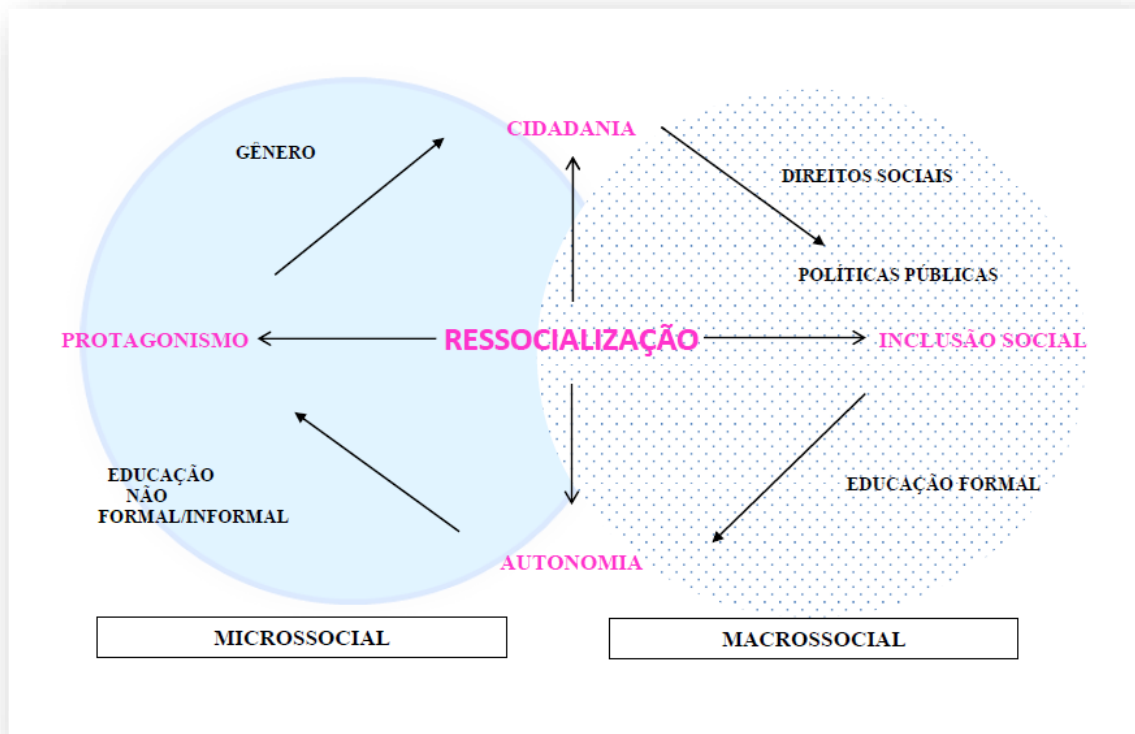 CIDADANIA
GÊNERO
DIREITOS SOCIAIS
POLÍTICAS PÚBLICAS
PROTAGONISMO
RESSOCIALIZAÇÃO
INCLUSÃO SOCIAL
EDUCAÇÃO
NÃO
FORMAL/INFORMAL
EDUCAÇÃO FORMAL
AUTONOMIA
MICROSSOCIAL
MACROSSOCIAL